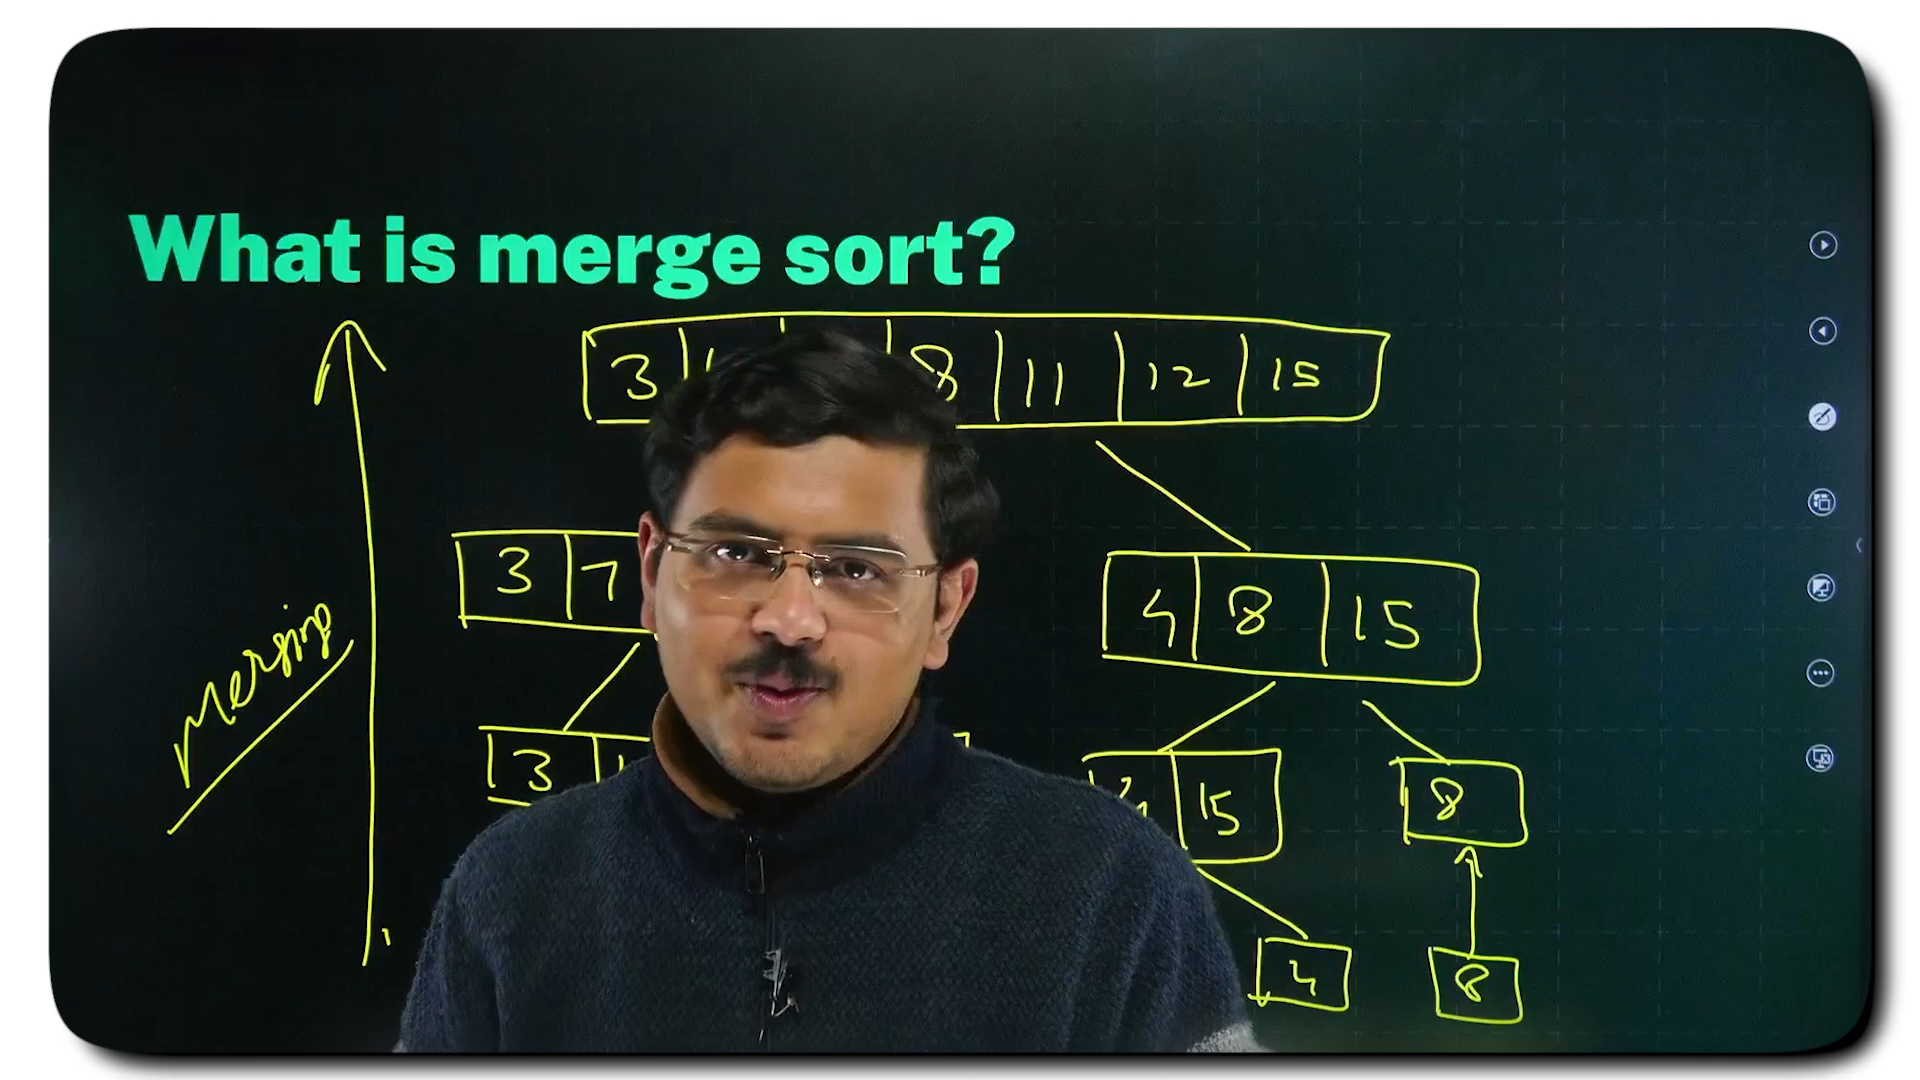 What is merge sort?
3 8 11 12 15
3 7
4 8 15
Merging
3
15 8
4 8